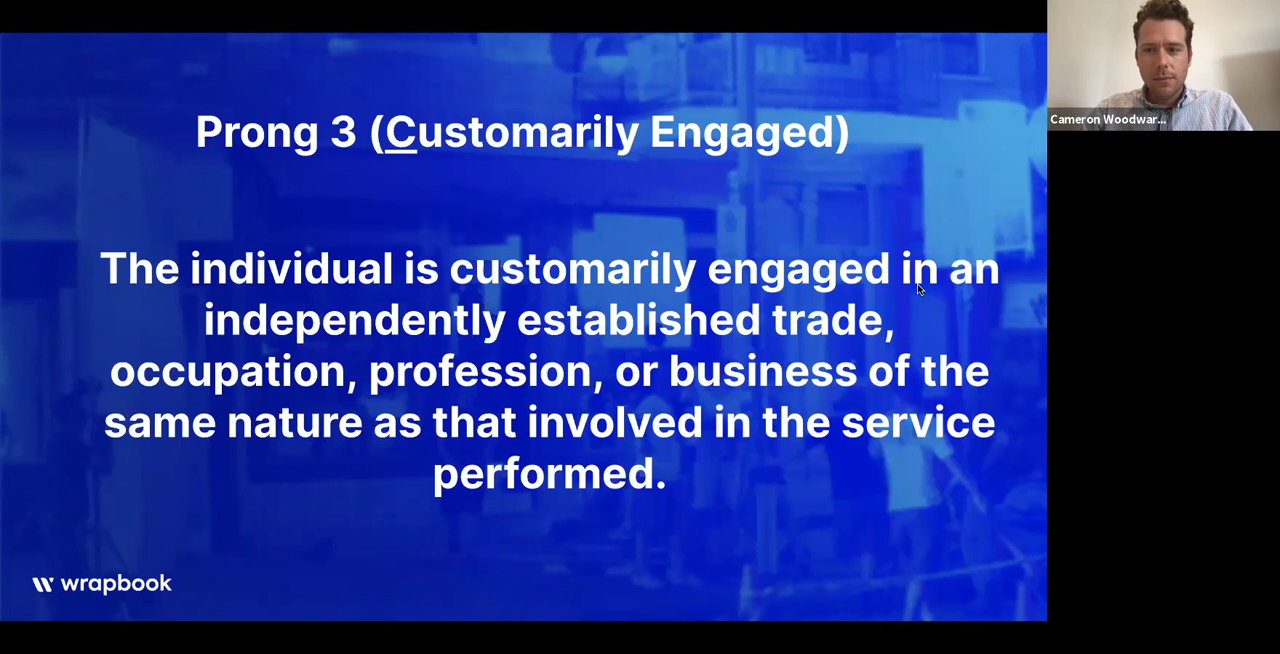 Prong 3 (Customarily Engaged)
The individual is customarily engaged in an
independently established trade,
occupation, profession, or business of the
same nature as that involved in the service
performed.
wrapbook
Cameron Woodwar...